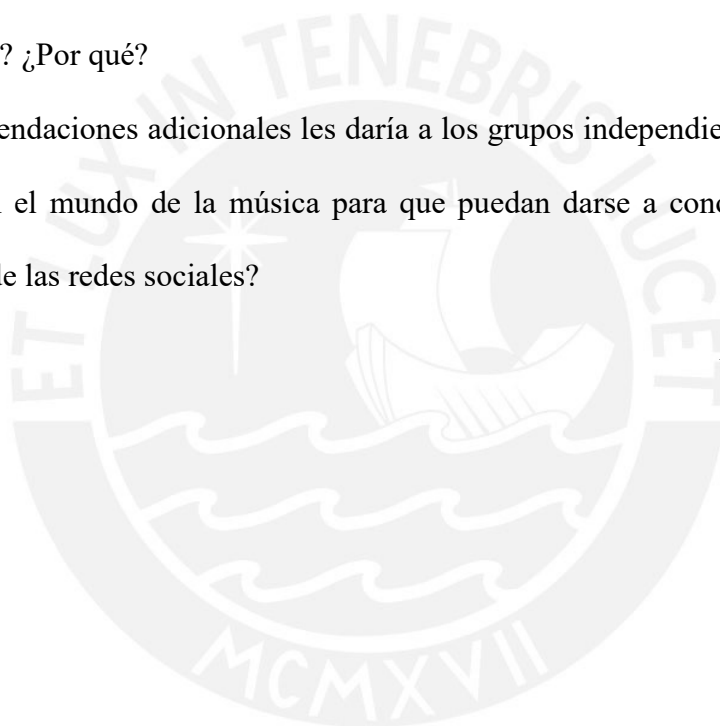 ? ¿Por qué?
endaciones adicionales les daría a los grupos independie
el mundo de la música para que puedan darse a cono
e las redes sociales?
ET LUX IN TENEBRIS LUCET
MCMXVII